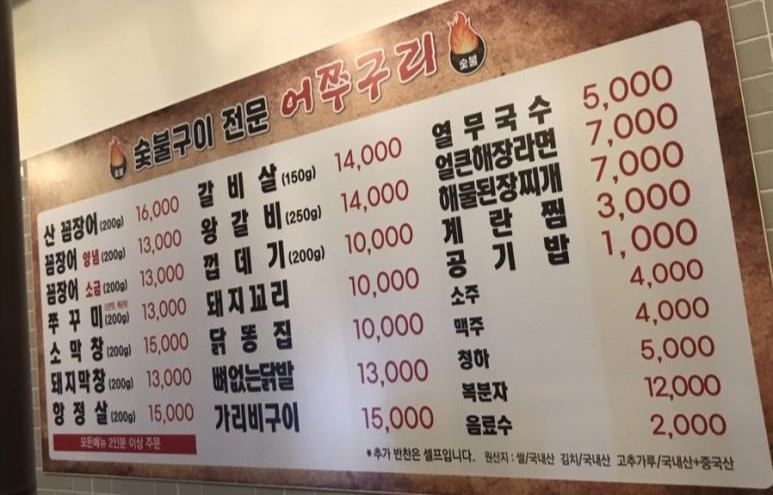 숯불구이 전문 어쭈구리
숯불
산 꼼장어(200g) 16,000
꼼장어 양념(200g) 13,000
꼼장어 소금(200g) 13,000
쭈꾸미(200g) 13,000
소막창(200g) 15,000
돼지막창(200g) 13,000
항정살(200g) 15,000
모든메뉴 2인분 이상 주문
갈비살(150g) 14,000
왕갈비(250g) 14,000
껍데기(200g) 10,000
돼지꼬리 10,000
닭똥집 10,000
뼈없는닭발 13,000
가리비구이 15,000
열무국수 5,000
얼큰해장라면 7,000
해물된장찌개 7,000
계란찜 3,000
공기밥 1,000
소주 4,000
맥주 4,000
청하 5,000
복분자 12,000
음료수 2,000
*추가 반찬은 셀프입니다. 원산지 : 쌀/국내산 김치/국내산 고추가루/국내산+중국산